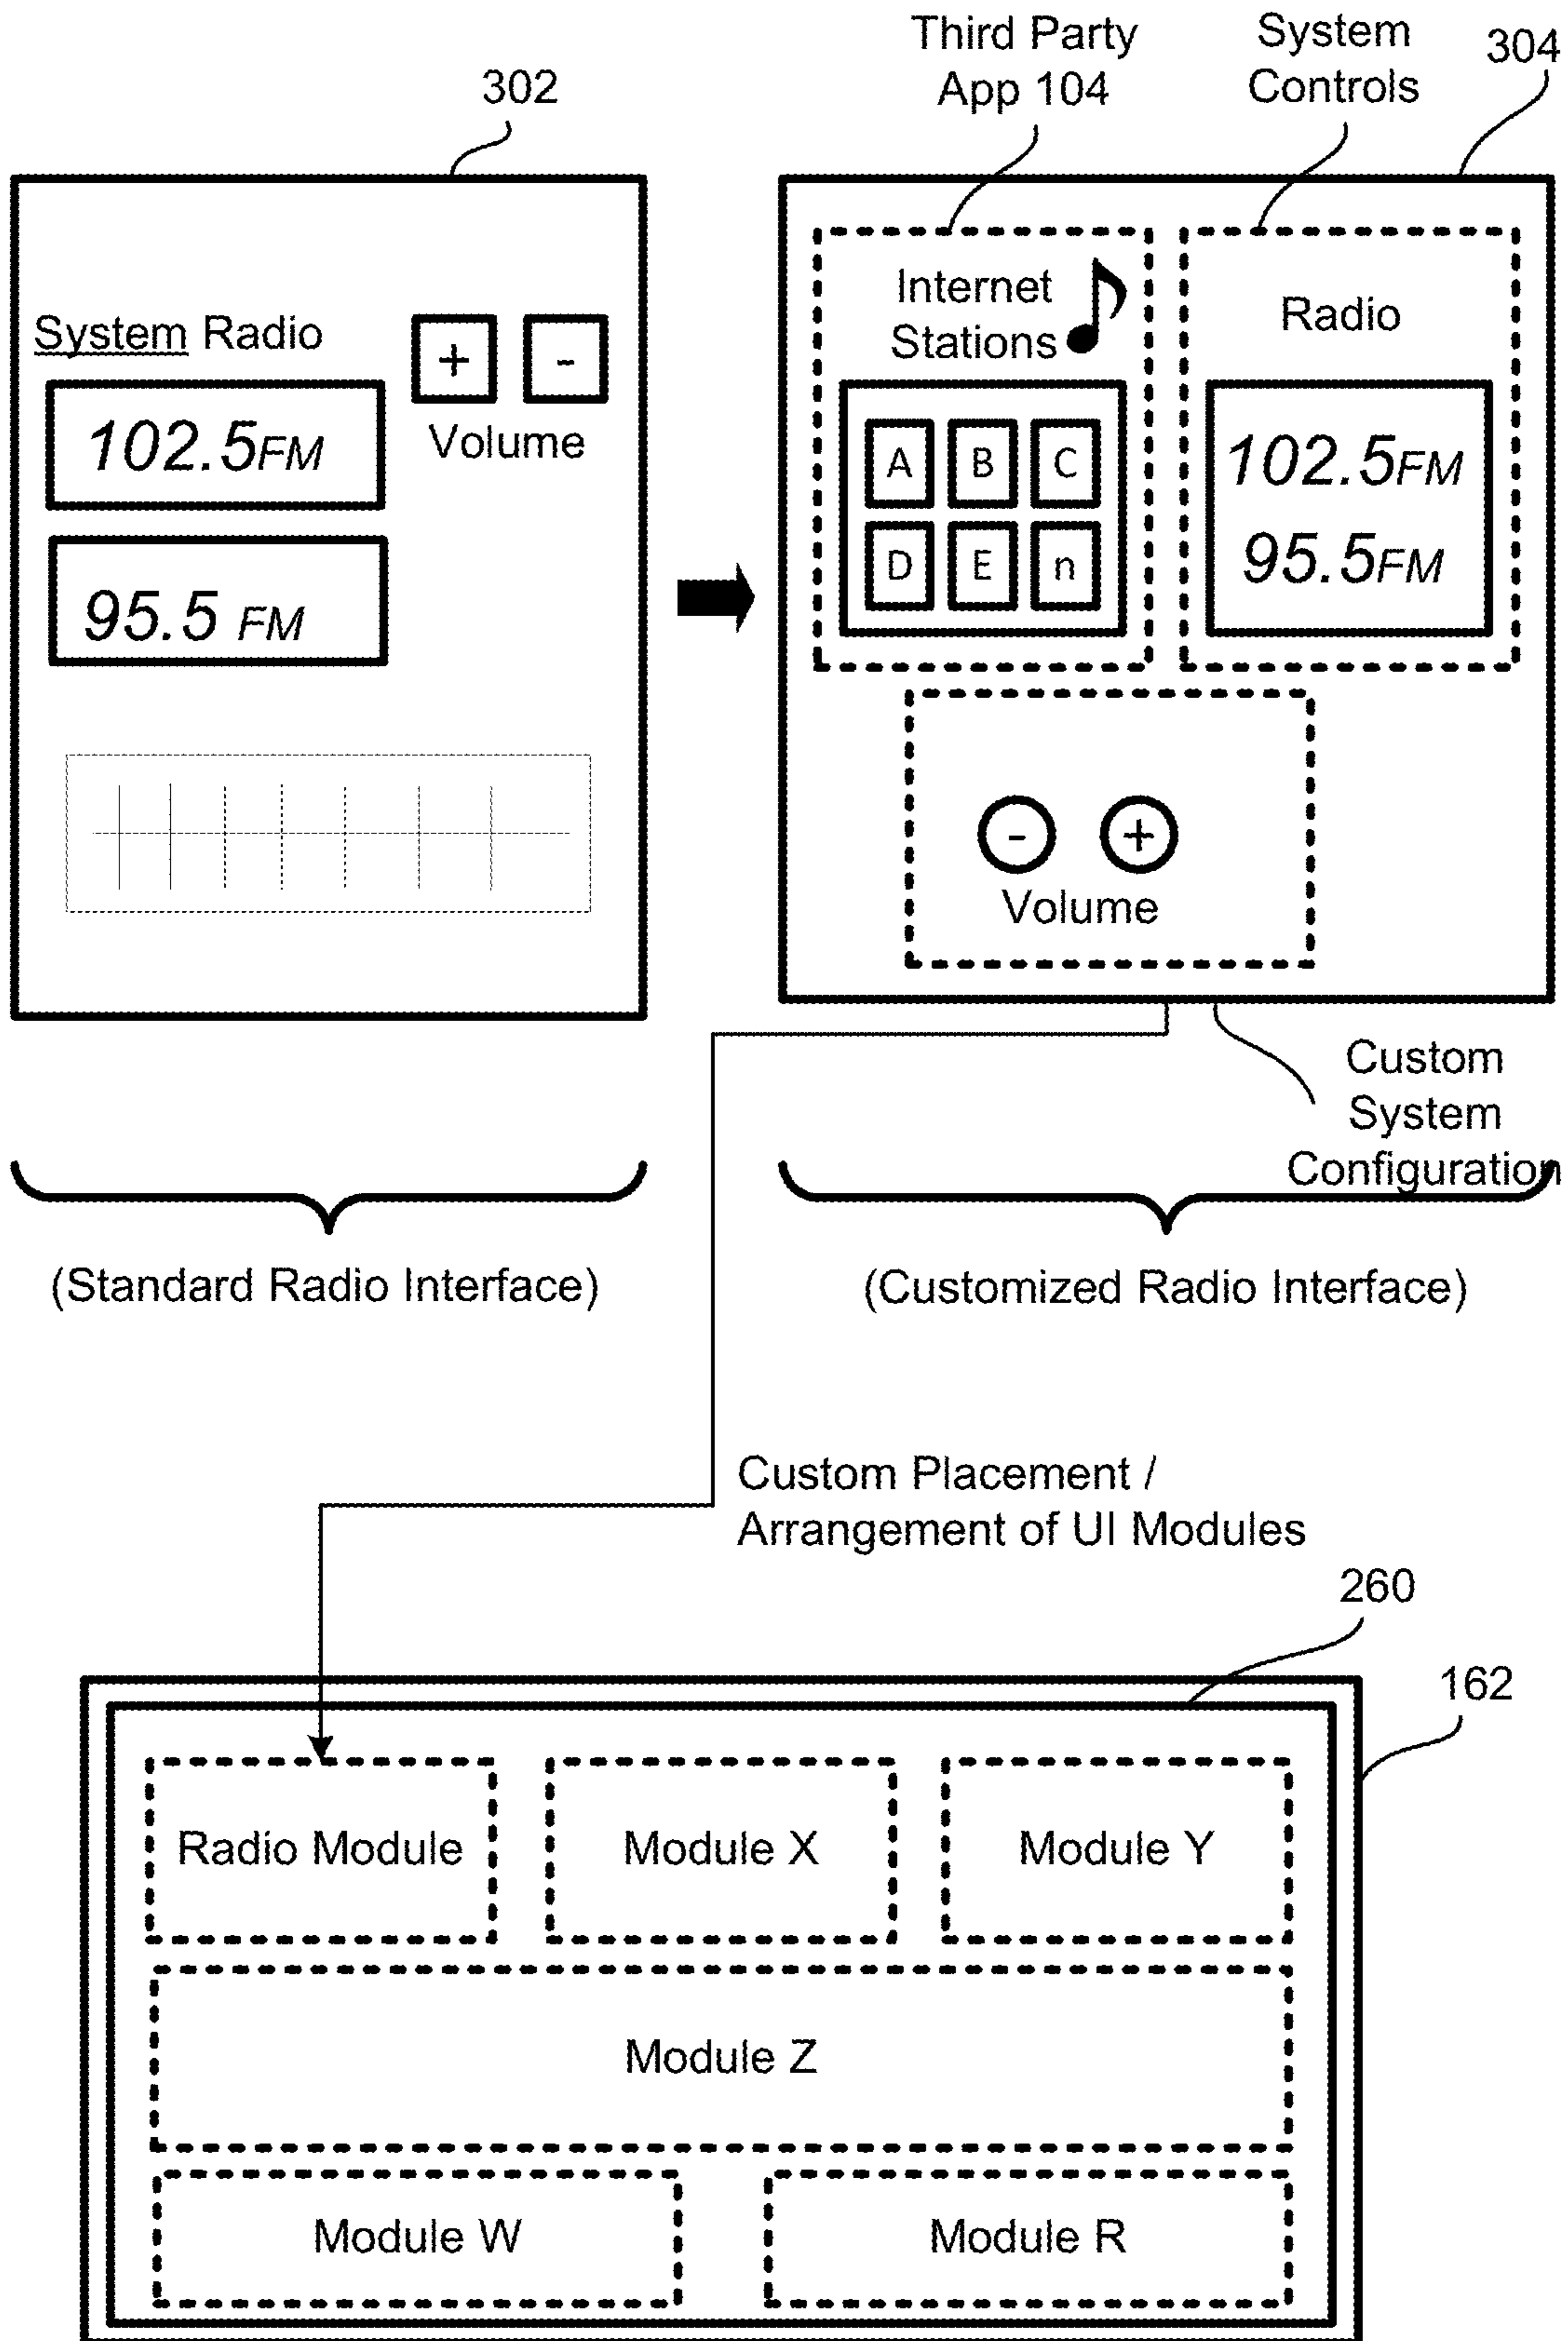 302
System Radio
+
-
Volume
102.5FM
95.5 FM
(Standard Radio Interface)
Third Party
App 104
System
Controls
304
Internet
Stations
A B C
D E n
Radio
102.5FM
95.5FM
- +
Volume
Custom
System
Configuration
(Customized Radio Interface)
Custom Placement /
Arrangement of UI Modules
260
162
Radio Module
Module X
Module Y
Module Z
Module W
Module R